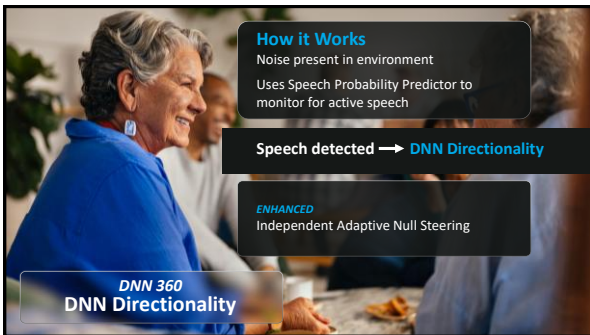 How it Works
Noise present in environment
Uses Speech Probability Predictor to
monitor for active speech
Speech detected → DNN Directionality
ENHANCED
Independent Adaptive Null Steering
DNN 360
DNN Directionality